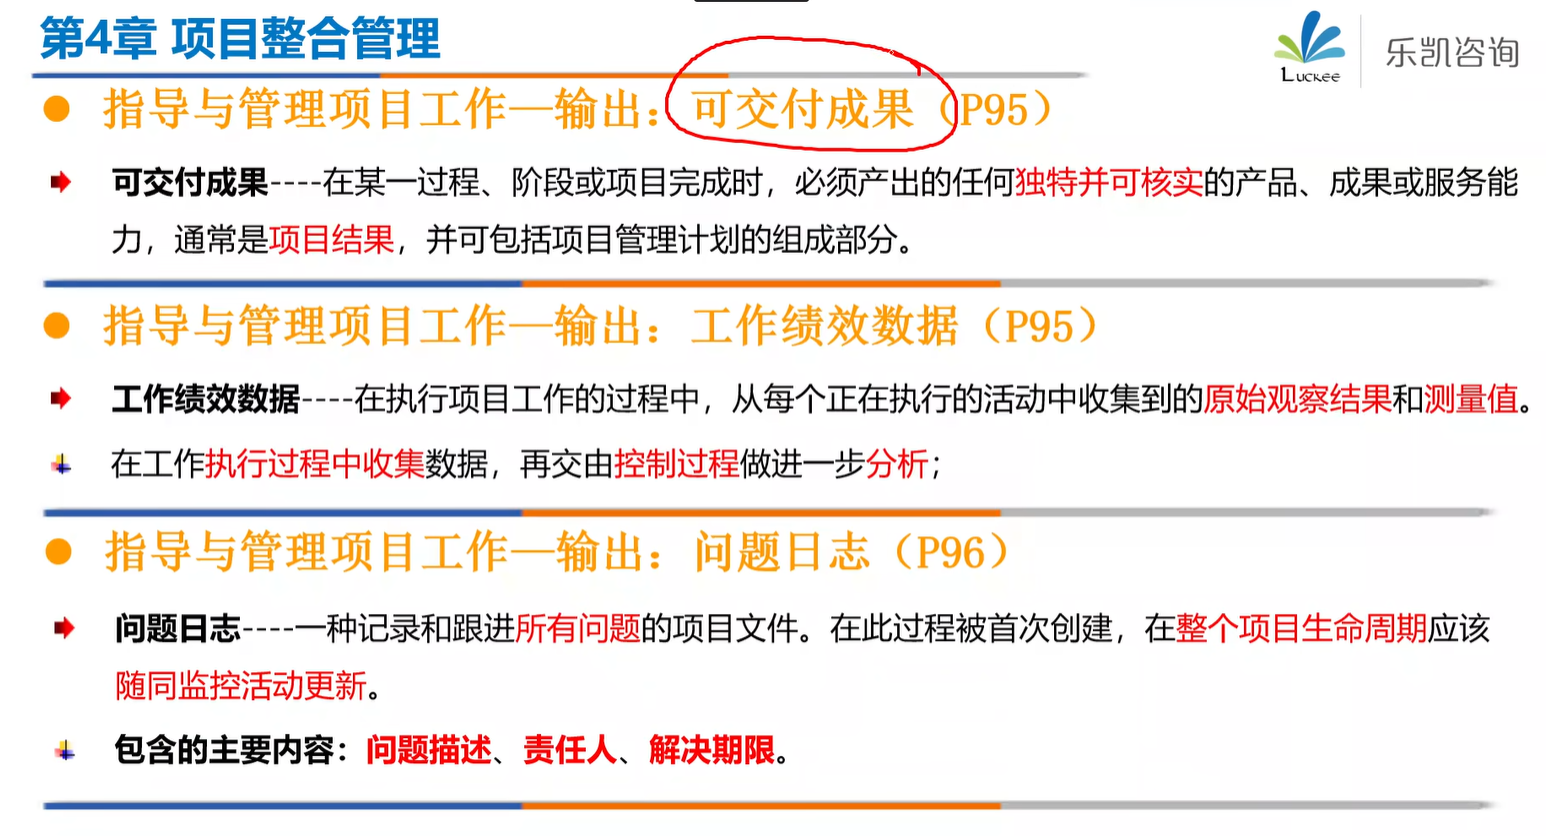 第4章 项目整合管理
LUCKEE
乐凯咨询
指导与管理项目工作—输出：可交付成果（P95）
可交付成果----在某一过程、阶段或项目完成时，必须产出的任何独特并可核实的产品、成果或服务能
力，通常是项目结果，并可包括项目管理计划的组成部分。
指导与管理项目工作—输出：工作绩效数据（P95）
工作绩效数据----在执行项目工作的过程中，从每个正在执行的活动中收集到的原始观察结果和测量值。
在工作执行过程中收集数据，再交由控制过程做进一步分析；
指导与管理项目工作—输出：问题日志（P96）
问题日志----一种记录和跟进所有问题的项目文件。在此过程被首次创建，在整个项目生命周期应该
随同监控活动更新。
包含的主要内容：问题描述、责任人、解决期限。